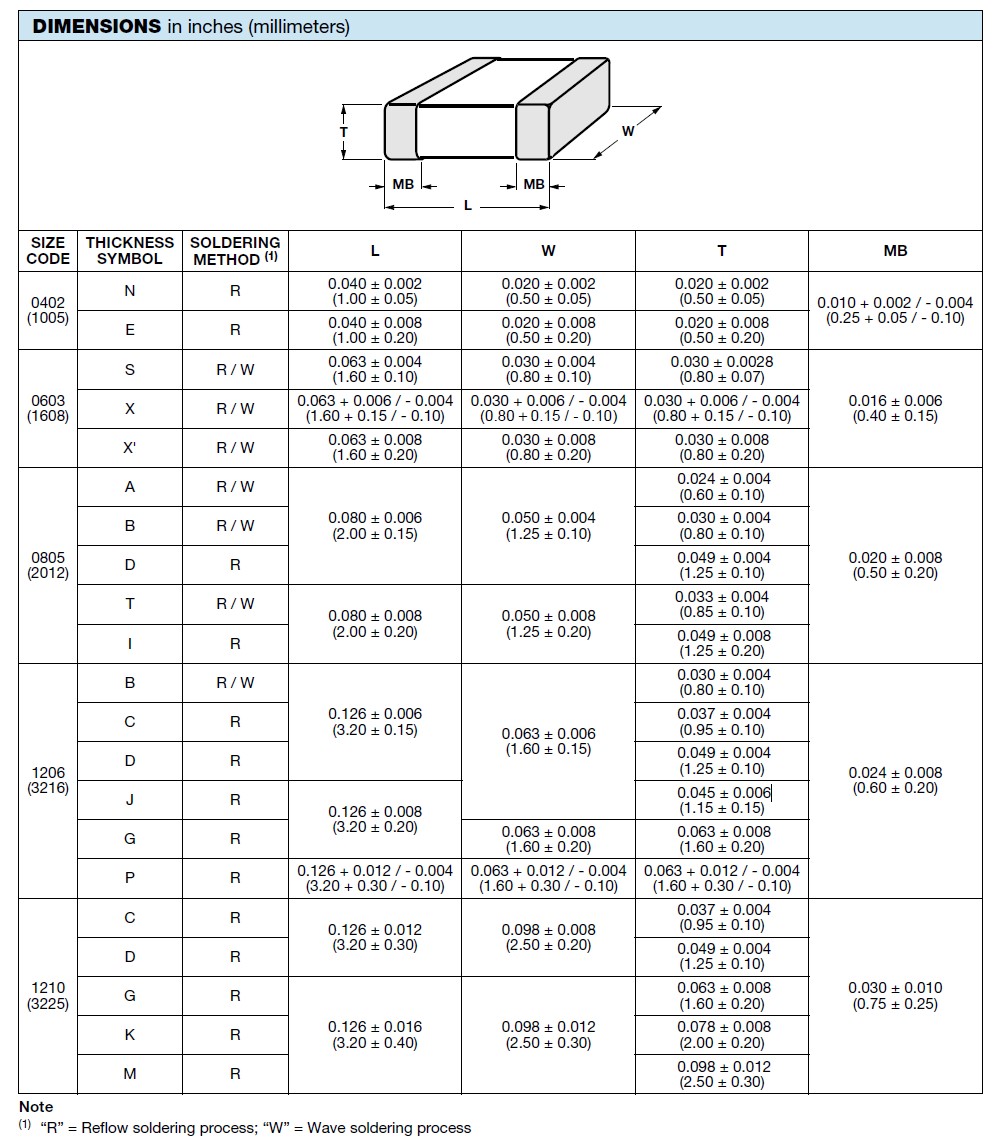 DIMENSIONS in inches (millimeters)
T
W
MB
MB
L
SIZE CODE THICKNESS SYMBOL SOLDERING METHOD (1) L W T MB
0402
(1005)
N R 0.040 ± 0.002 0.020 ± 0.002 0.020 ± 0.002
(1.00 ± 0.05) (0.50 ± 0.05) (0.50 ± 0.05)
0.010 + 0.002 / - 0.004
(0.25 + 0.05 / - 0.10)
E R 0.040 ± 0.008 0.020 ± 0.008 0.020 ± 0.008
(1.00 ± 0.20) (0.50 ± 0.20) (0.50 ± 0.20)
0603
(1608)
S R / W 0.063 ± 0.004 0.030 ± 0.004 0.030 ± 0.0028
(1.60 ± 0.10) (0.80 ± 0.10) (0.80 ± 0.07)
X R / W 0.063 + 0.006 / - 0.004 0.030 + 0.006 / - 0.004 0.030 + 0.006 / - 0.004
(1.60 + 0.15 / - 0.10) (0.80 + 0.15 / - 0.10) (0.80 + 0.15 / - 0.10)
0.016 ± 0.006
(0.40 ± 0.15)
X' R / W 0.063 ± 0.008 0.030 ± 0.008 0.030 ± 0.008
(1.60 ± 0.20) (0.80 ± 0.20) (0.80 ± 0.20)
0805
(2012)
A R / W 0.024 ± 0.004
(0.60 ± 0.10)
B R / W 0.080 ± 0.006 0.050 ± 0.004 0.030 ± 0.004
(2.00 ± 0.15) (1.25 ± 0.10) (0.80 ± 0.10)
D R 0.049 ± 0.004
(1.25 ± 0.10)
0.020 ± 0.008
(0.50 ± 0.20)
T R / W 0.080 ± 0.008 0.050 ± 0.008 0.033 ± 0.004
(2.00 ± 0.20) (1.25 ± 0.20) (0.85 ± 0.10)
I R 0.049 ± 0.008
(1.25 ± 0.20)
1206
(3216)
B R / W 0.030 ± 0.004
(0.80 ± 0.10)
C R 0.126 ± 0.006 0.063 ± 0.006 0.037 ± 0.004
(3.20 ± 0.15) (1.60 ± 0.15) (0.95 ± 0.10)
D R 0.049 ± 0.004
(1.25 ± 0.10)
0.024 ± 0.008
(0.60 ± 0.20)
J R 0.126 ± 0.008 0.045 ± 0.006
(3.20 ± 0.20) (1.15 ± 0.15)
G R 0.063 ± 0.008 0.063 ± 0.008
(1.60 ± 0.20) (1.60 ± 0.20)
P R 0.126 + 0.012 / - 0.004 0.063 + 0.012 / - 0.004 0.063 + 0.012 / - 0.004
(3.20 + 0.30 / - 0.10) (1.60 + 0.30 / - 0.10) (1.60 + 0.30 / - 0.10)
1210
(3225)
C R 0.126 ± 0.012 0.098 ± 0.008 0.037 ± 0.004
(3.20 ± 0.30) (2.50 ± 0.20) (0.95 ± 0.10)
D R 0.049 ± 0.004
(1.25 ± 0.10)
G R 0.063 ± 0.008
(1.60 ± 0.20)
0.030 ± 0.010
(0.75 ± 0.25)
K R 0.126 ± 0.016 0.098 ± 0.012 0.078 ± 0.008
(3.20 ± 0.40) (2.50 ± 0.30) (2.00 ± 0.20)
M R 0.098 ± 0.012
(2.50 ± 0.30)
Note
(1) “R” = Reflow soldering process; “W” = Wave soldering process